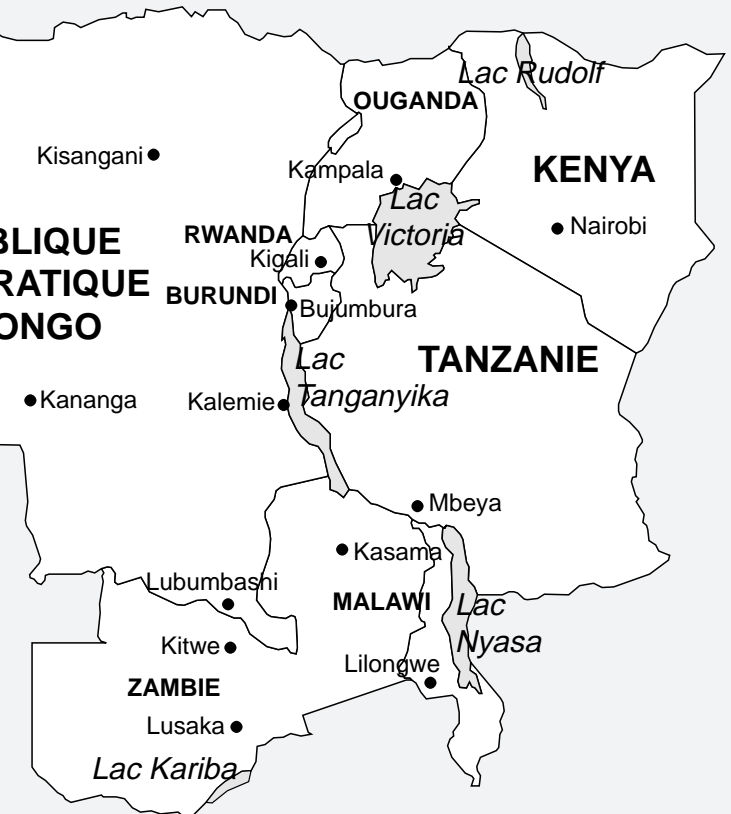 Lac Rudolf
OUGANDA
Kisangani
Kampala
KENYA
Lac
Victoria
Nairobi
RWANDA
Kigali
BLIQUE
RATIQUE
ONGO
BURUNDI
Bujumbura
Lac
Tanganyika
TANZANIE
Kananga
Kalemie
Mbeya
Kasama
Lubumbashi
MALAWI
Lac
Nyasa
Kitwe
Lilongwe
ZAMBIE
Lusaka
Lac Kariba